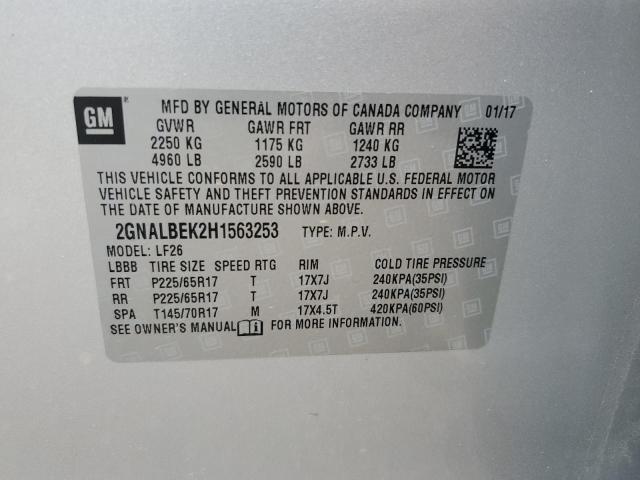 GM
MFD BY GENERAL MOTORS OF CANADA COMPANY 01/17
GVWR GAWR FRT GAWR RR
2250 KG 1175 KG 1240 KG
4960 LB 2590 LB 2733 LB
THIS VEHICLE CONFORMS TO ALL APPLICABLE U.S. FEDERAL MOTOR
VEHICLE SAFETY AND THEFT PREVENTION STANDARDS IN EFFECT ON
THE DATE OF MANUFACTURE SHOWN ABOVE.
2GNALBEK2H1563253 TYPE: M.P.V.
MODEL: LF26
LBBB TIRE SIZE SPEED RTG RIM COLD TIRE PRESSURE
FRT P225/65R17 T 17X7J 240KPA(35PSI)
RR P225/65R17 T 17X7J 240KPA(35PSI)
SPA T145/70R17 M 17X4.5T 420KPA(60PSI)
SEE OWNER'S MANUAL FOR MORE INFORMATION.